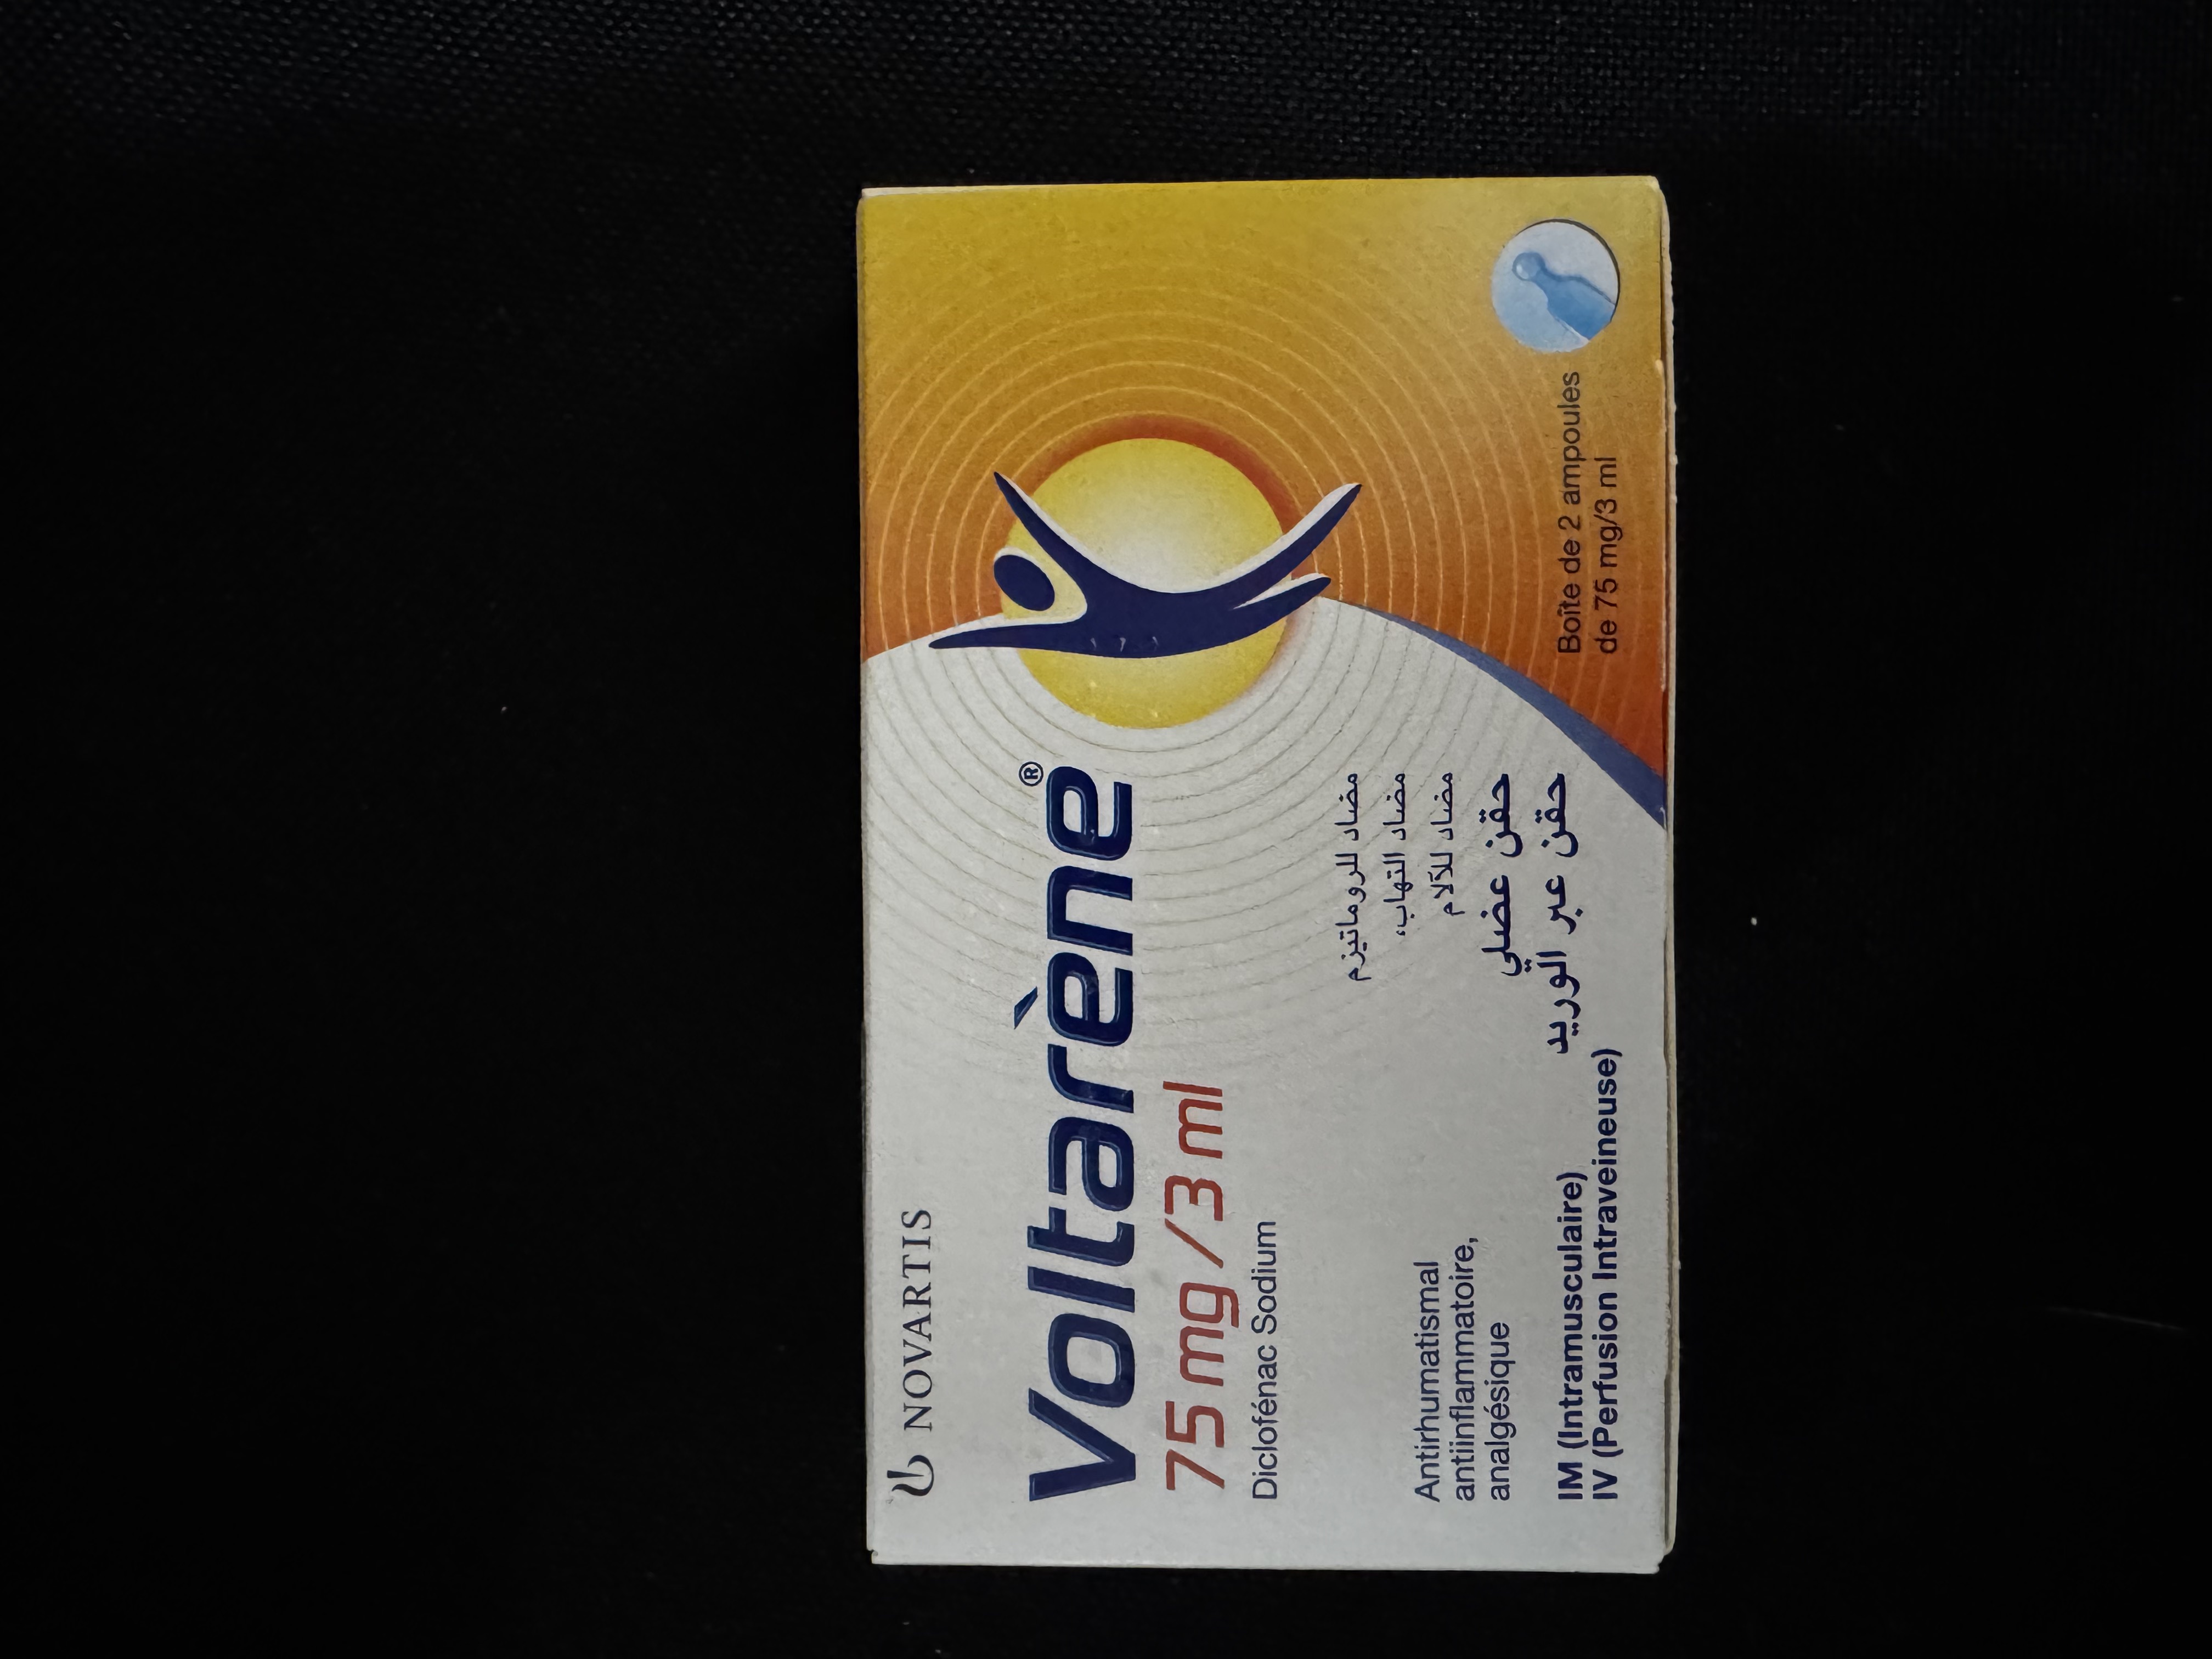 NOVARTIS
Voltarène®
75 mg /3 ml
Diclofénac Sodium
مضاد للروماتيزم
مضاد التهاب،
مضاد للآلام
حقن عضلي
حقن عبر الوريد
Antirhumatismal
antiinflammatoire,
analgésique
IM (Intramusculaire)
IV (Perfusion Intraveineuse)
Boîte de 2 ampoules
de 75 mg/3 ml